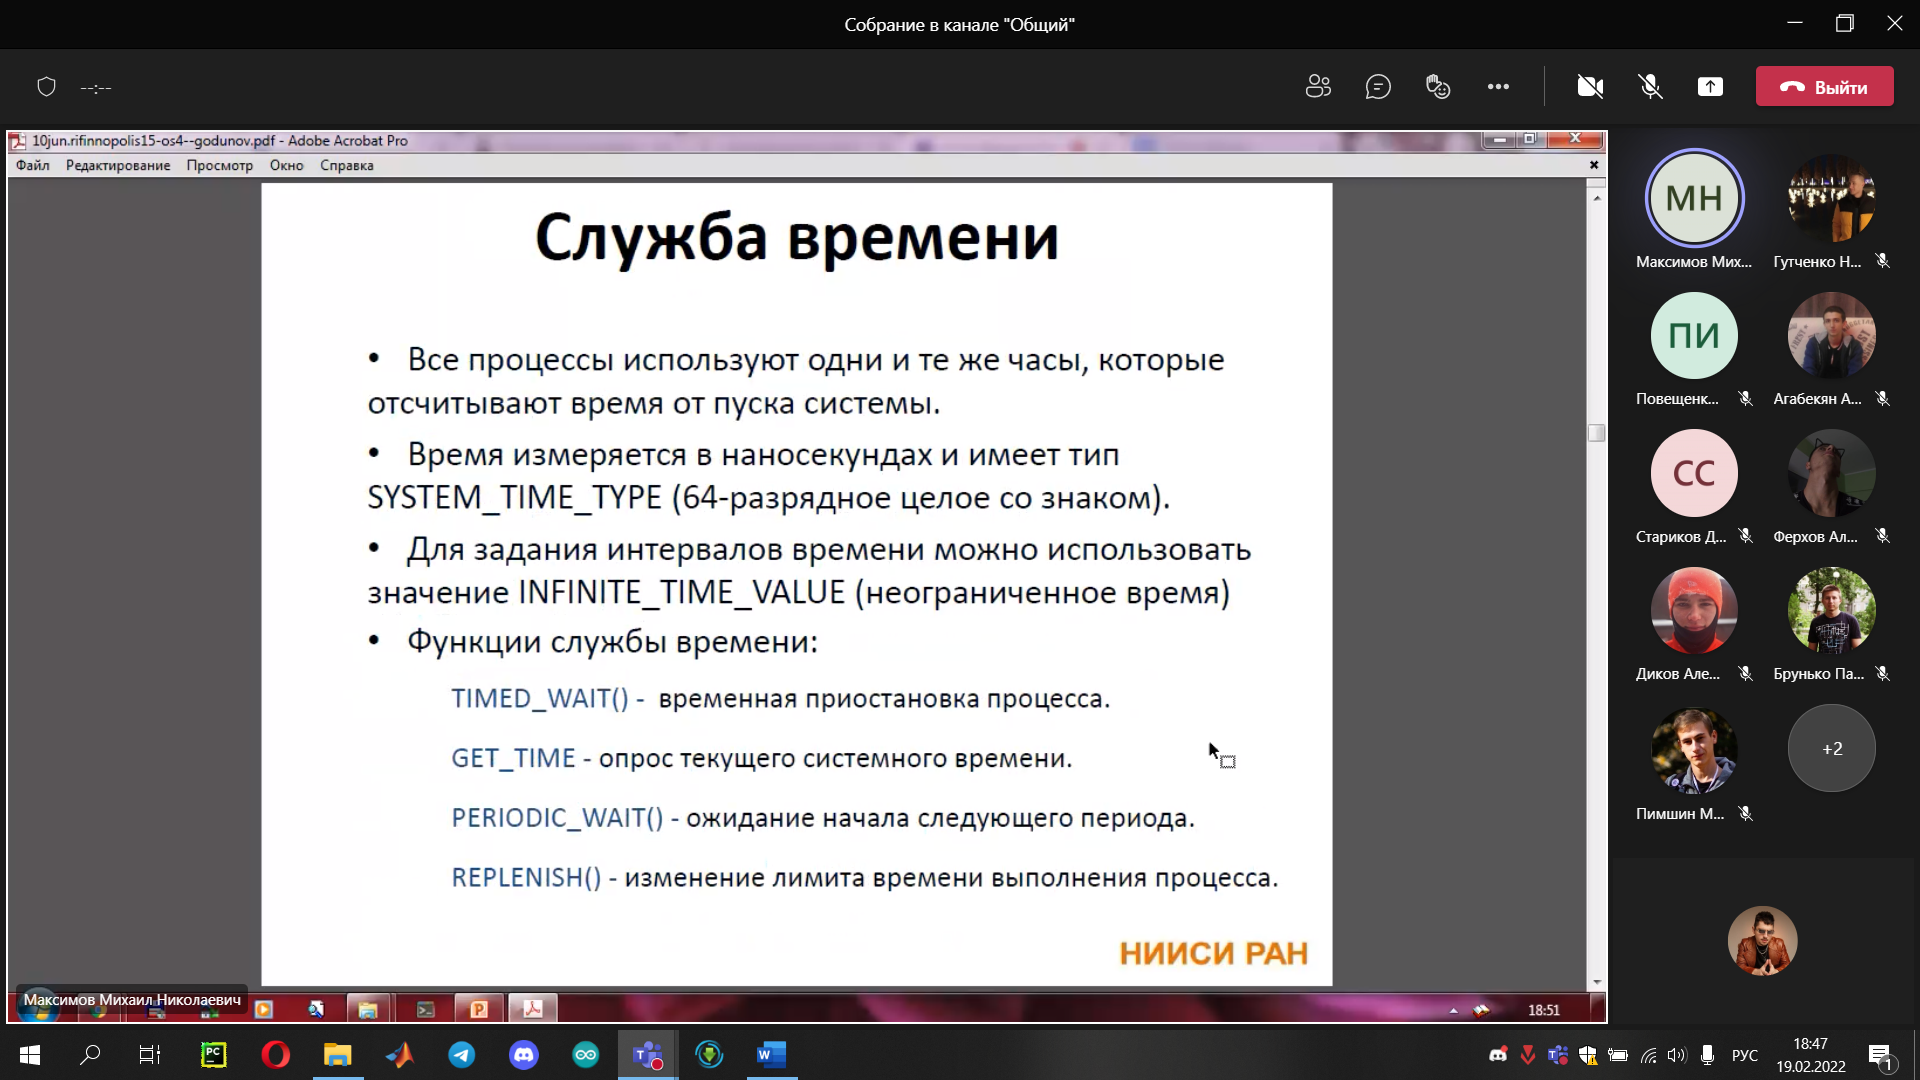 Собрание в канале "Общий"
--:--
Выйти
10jun.rifinnopolis15-os4--godunov.pdf - Adobe Acrobat Pro
Файл Редактирование Просмотр Окно Справка
Служба времени
• Все процессы используют одни и те же часы, которые
отсчитывают время от пуска системы.
• Время измеряется в наносекундах и имеет тип
SYSTEM_TIME_TYPE (64-разрядное целое со знаком).
• Для задания интервалов времени можно использовать
значение INFINITE_TIME_VALUE (неограниченное время)
• Функции службы времени:
TIMED_WAIT() - временная приостановка процесса.
GET_TIME - опрос текущего системного времени.
PERIODIC_WAIT() - ожидание начала следующего периода.
REPLENISH() - изменение лимита времени выполнения процесса.
НИИСИ РАН
Максимов Михаил Николаевич
18:51
МН
Максимов Мих...
Гутченко Н...
ПИ
Повещенк...
Агабекян А...
СС
Стариков Д...
Ферхов Ал...
Диков Але...
Брунько Па...
Пимшин М...
+2
РУС
18:47
19.02.2022
1